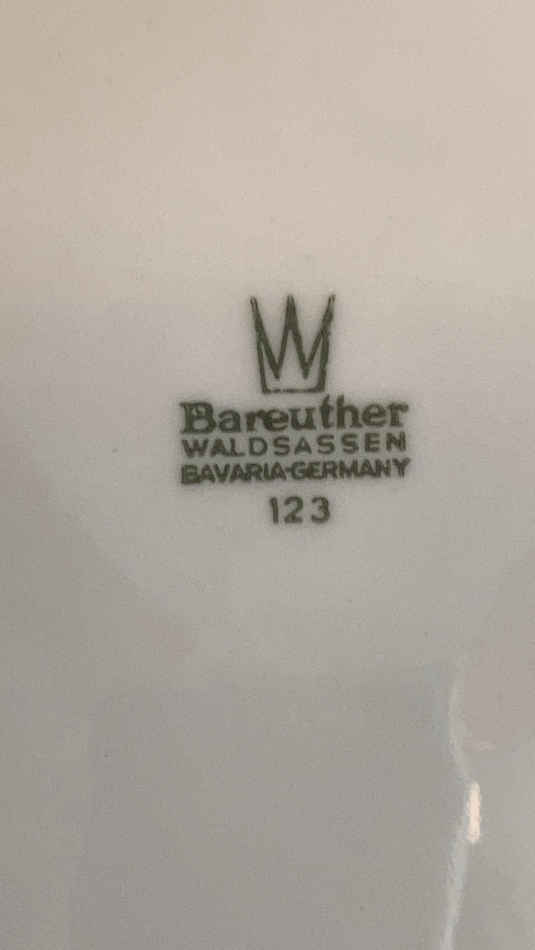 Bareuther
WALDSASSEN
BAVARIA-GERMANY
123